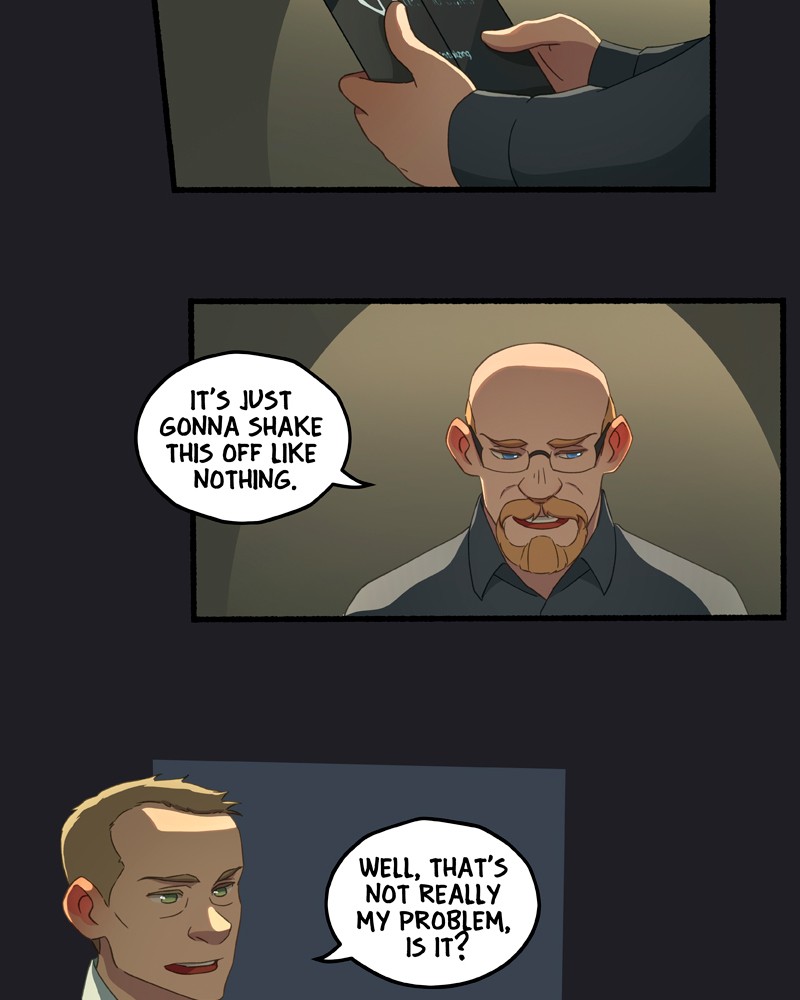 IT'S JUST
GONNA SHAKE
THIS OFF LIKE
NOTHING.
WELL, THAT'S
NOT REALLY
MY PROBLEM,
IS IT?